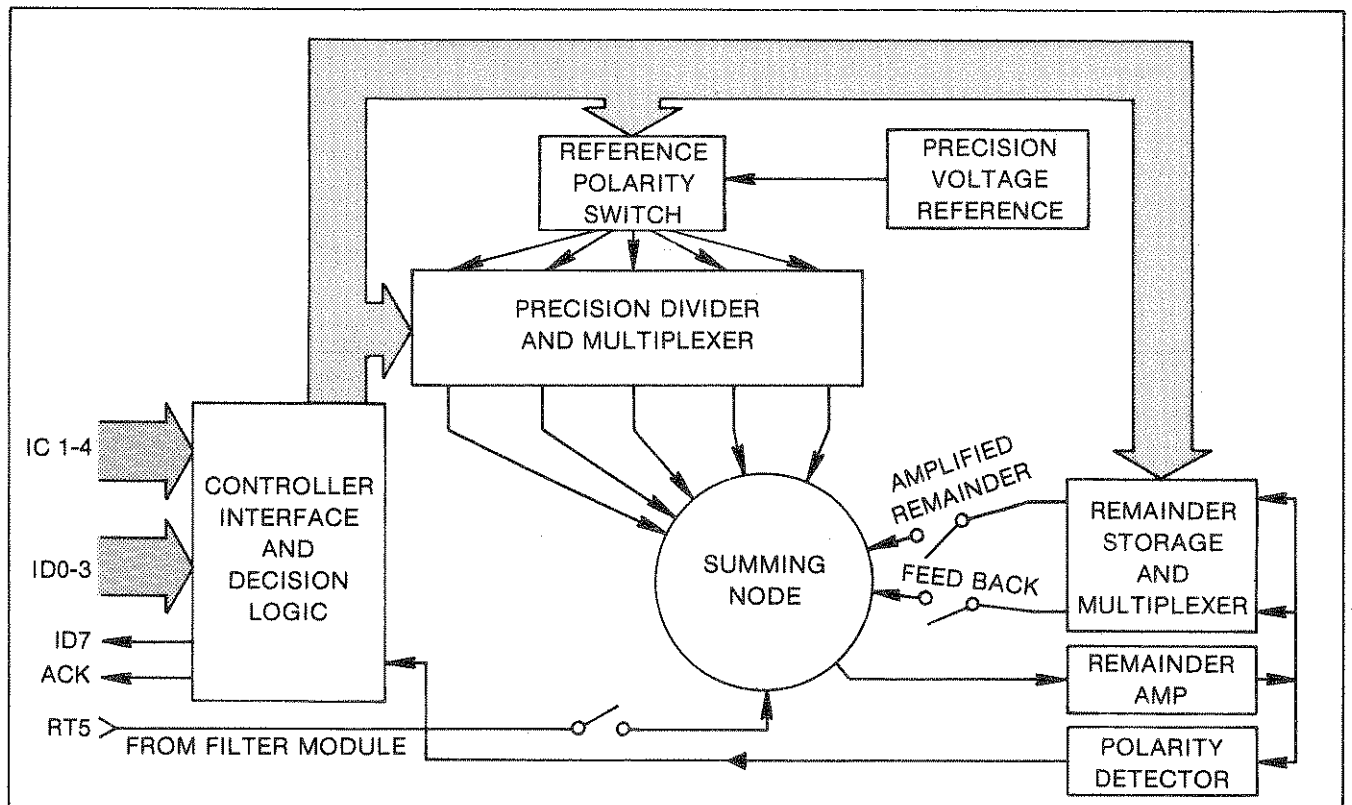 REFERENCE
POLARITY
SWITCH
PRECISION
VOLTAGE
REFERENCE
PRECISION DIVIDER
AND MULTIPLEXER
IC 1-4
ID0-3
ID7
ACK
RT5
CONTROLLER
INTERFACE
AND
DECISION
LOGIC
SUMMING
NODE
AMPLIFIED
REMAINDER
FEED BACK
REMAINDER
STORAGE
AND
MULTIPLEXER
REMAINDER
AMP
POLARITY
DETECTOR
FROM FILTER MODULE